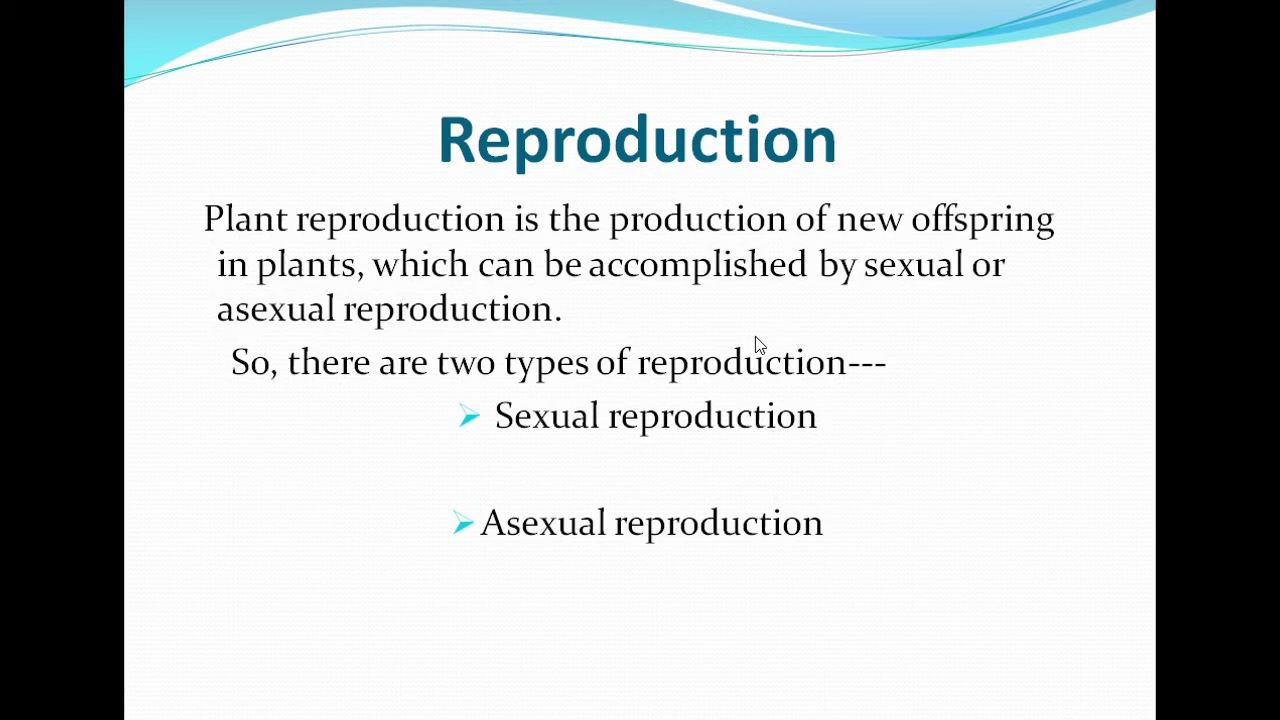 Reproduction
Plant reproduction is the production of new offspring
in plants, which can be accomplished by sexual or
asexual reproduction.
So, there are two types of reproduction---
➢ Sexual reproduction
➢ Asexual reproduction